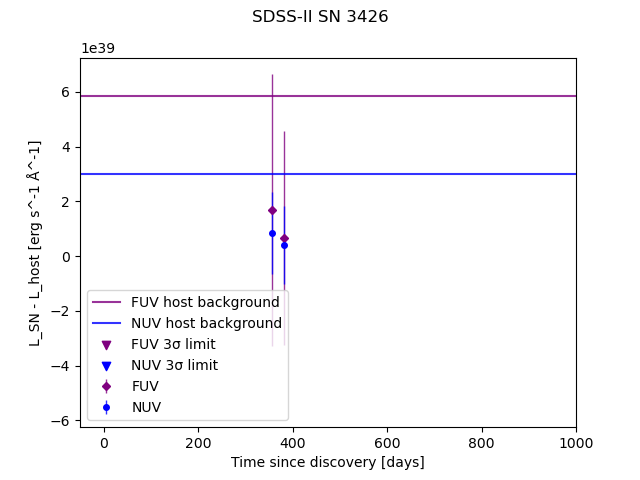 SDSS-II SN 3426
1e39
L_SN - L_host [erg s^-1 Å^-1]
6
4
2
0
−2
−4
−6
FUV host background
NUV host background
FUV 3σ limit
NUV 3σ limit
FUV
NUV
0 200 400 600 800 1000
Time since discovery [days]